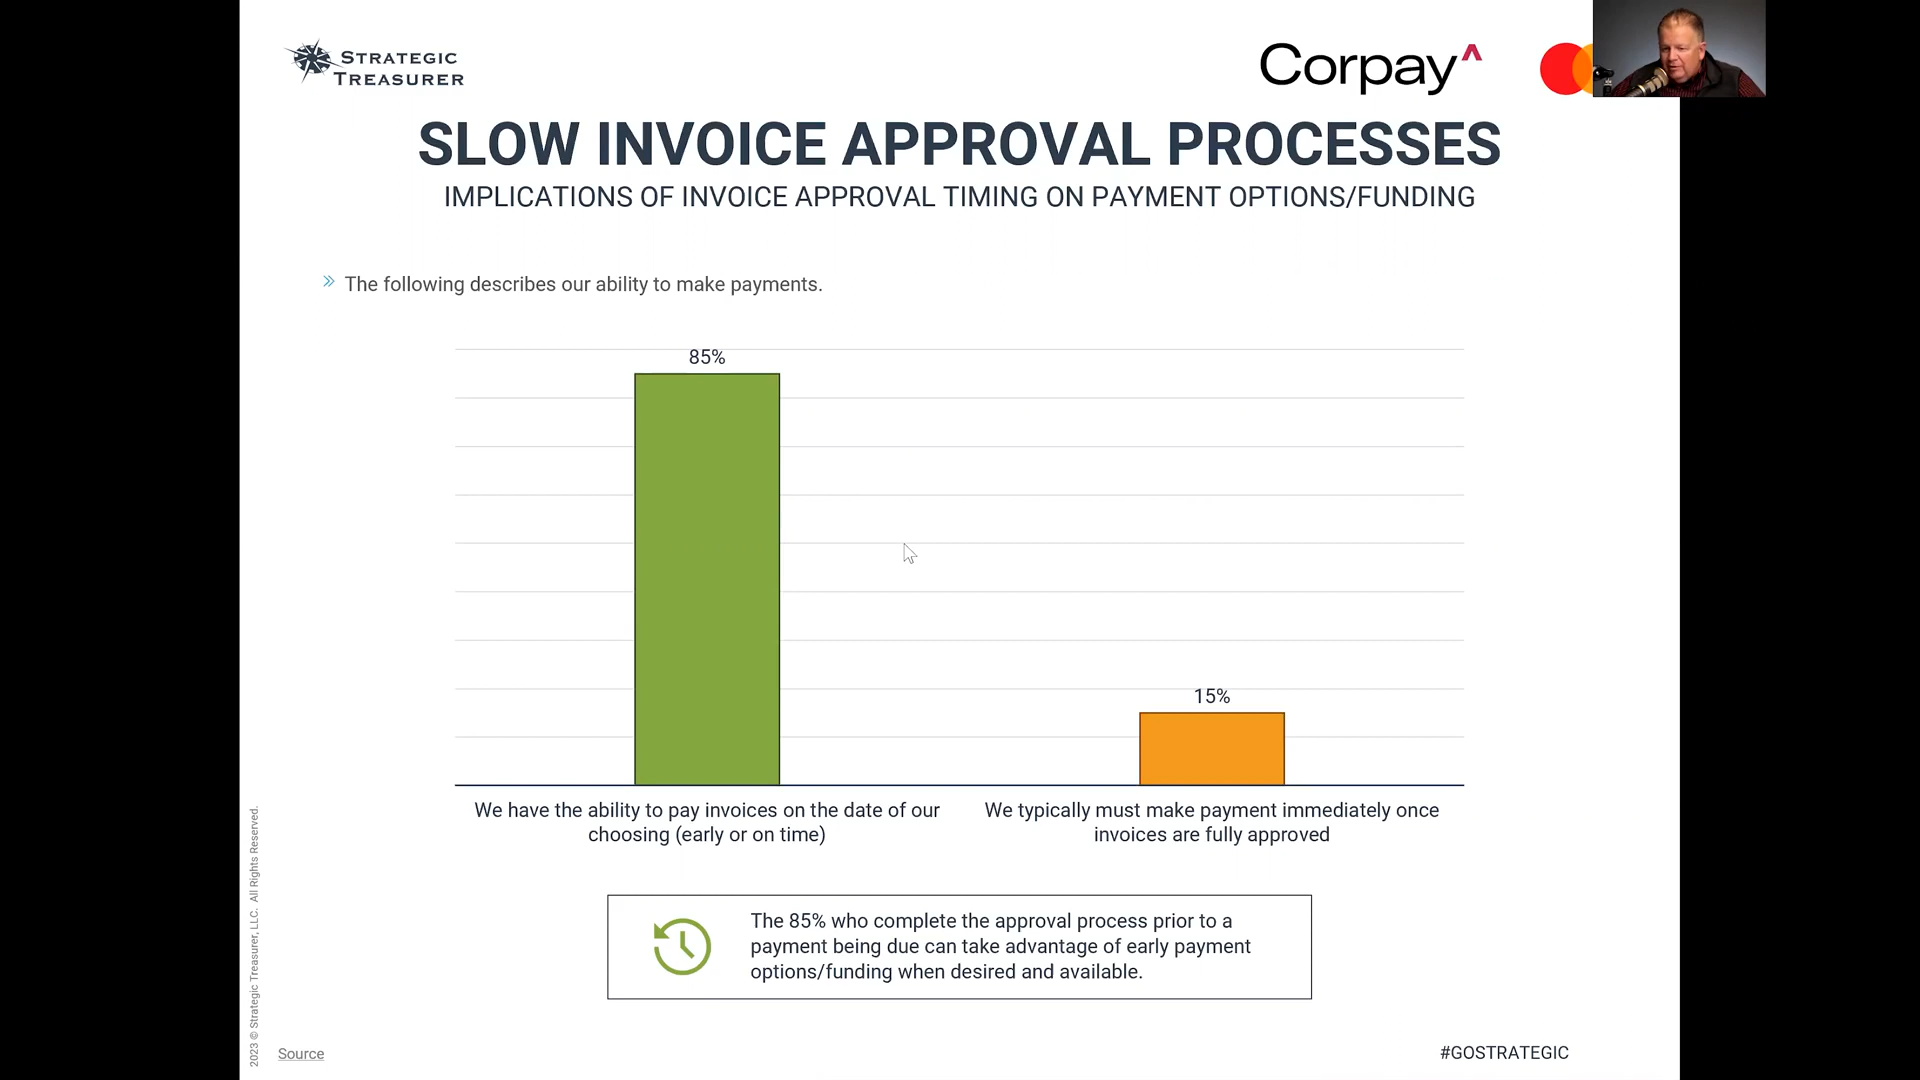 STRATEGIC
TREASURER
Corpay^
SLOW INVOICE APPROVAL PROCESSES
IMPLICATIONS OF INVOICE APPROVAL TIMING ON PAYMENT OPTIONS/FUNDING
» The following describes our ability to make payments.
85%
15%
We have the ability to pay invoices on the date of our
choosing (early or on time)
We typically must make payment immediately once
invoices are fully approved
The 85% who complete the approval process prior to a
payment being due can take advantage of early payment
options/funding when desired and available.
2023 © Strategic Treasurer, LLC. All Rights Reserved.
Source
#GOSTRATEGIC